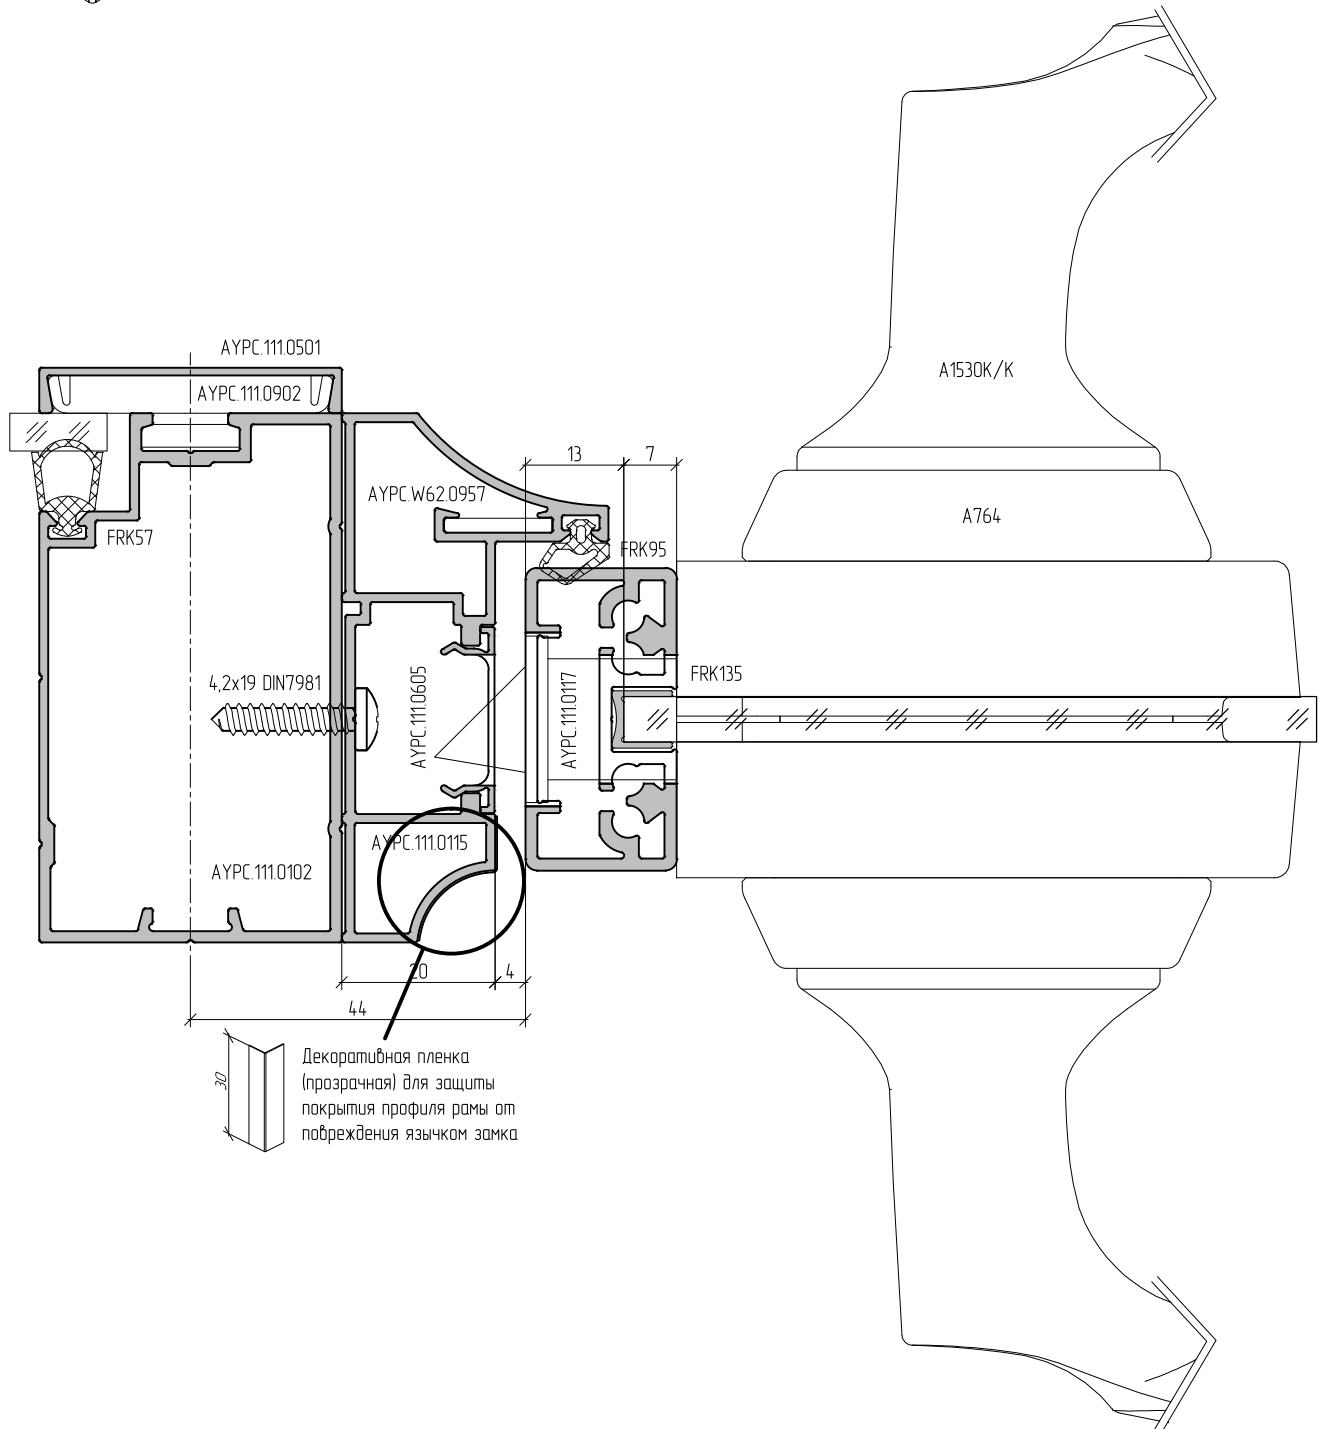 AYPC.111.0501
A1530K/K
AYPC.111.0902
13
7
AYPC.W62.0957
A764
FRK57
FRK95
4,2x19 DIN7981
AYPC.111.0605
AYPC.111.0117
FRK135
AYPC.111.0115
AYPC.111.0102
20
4
44
30
Декоративная пленка
(прозрачная) для защиты
покрытия профиля рамы от
повреждения язычком замка